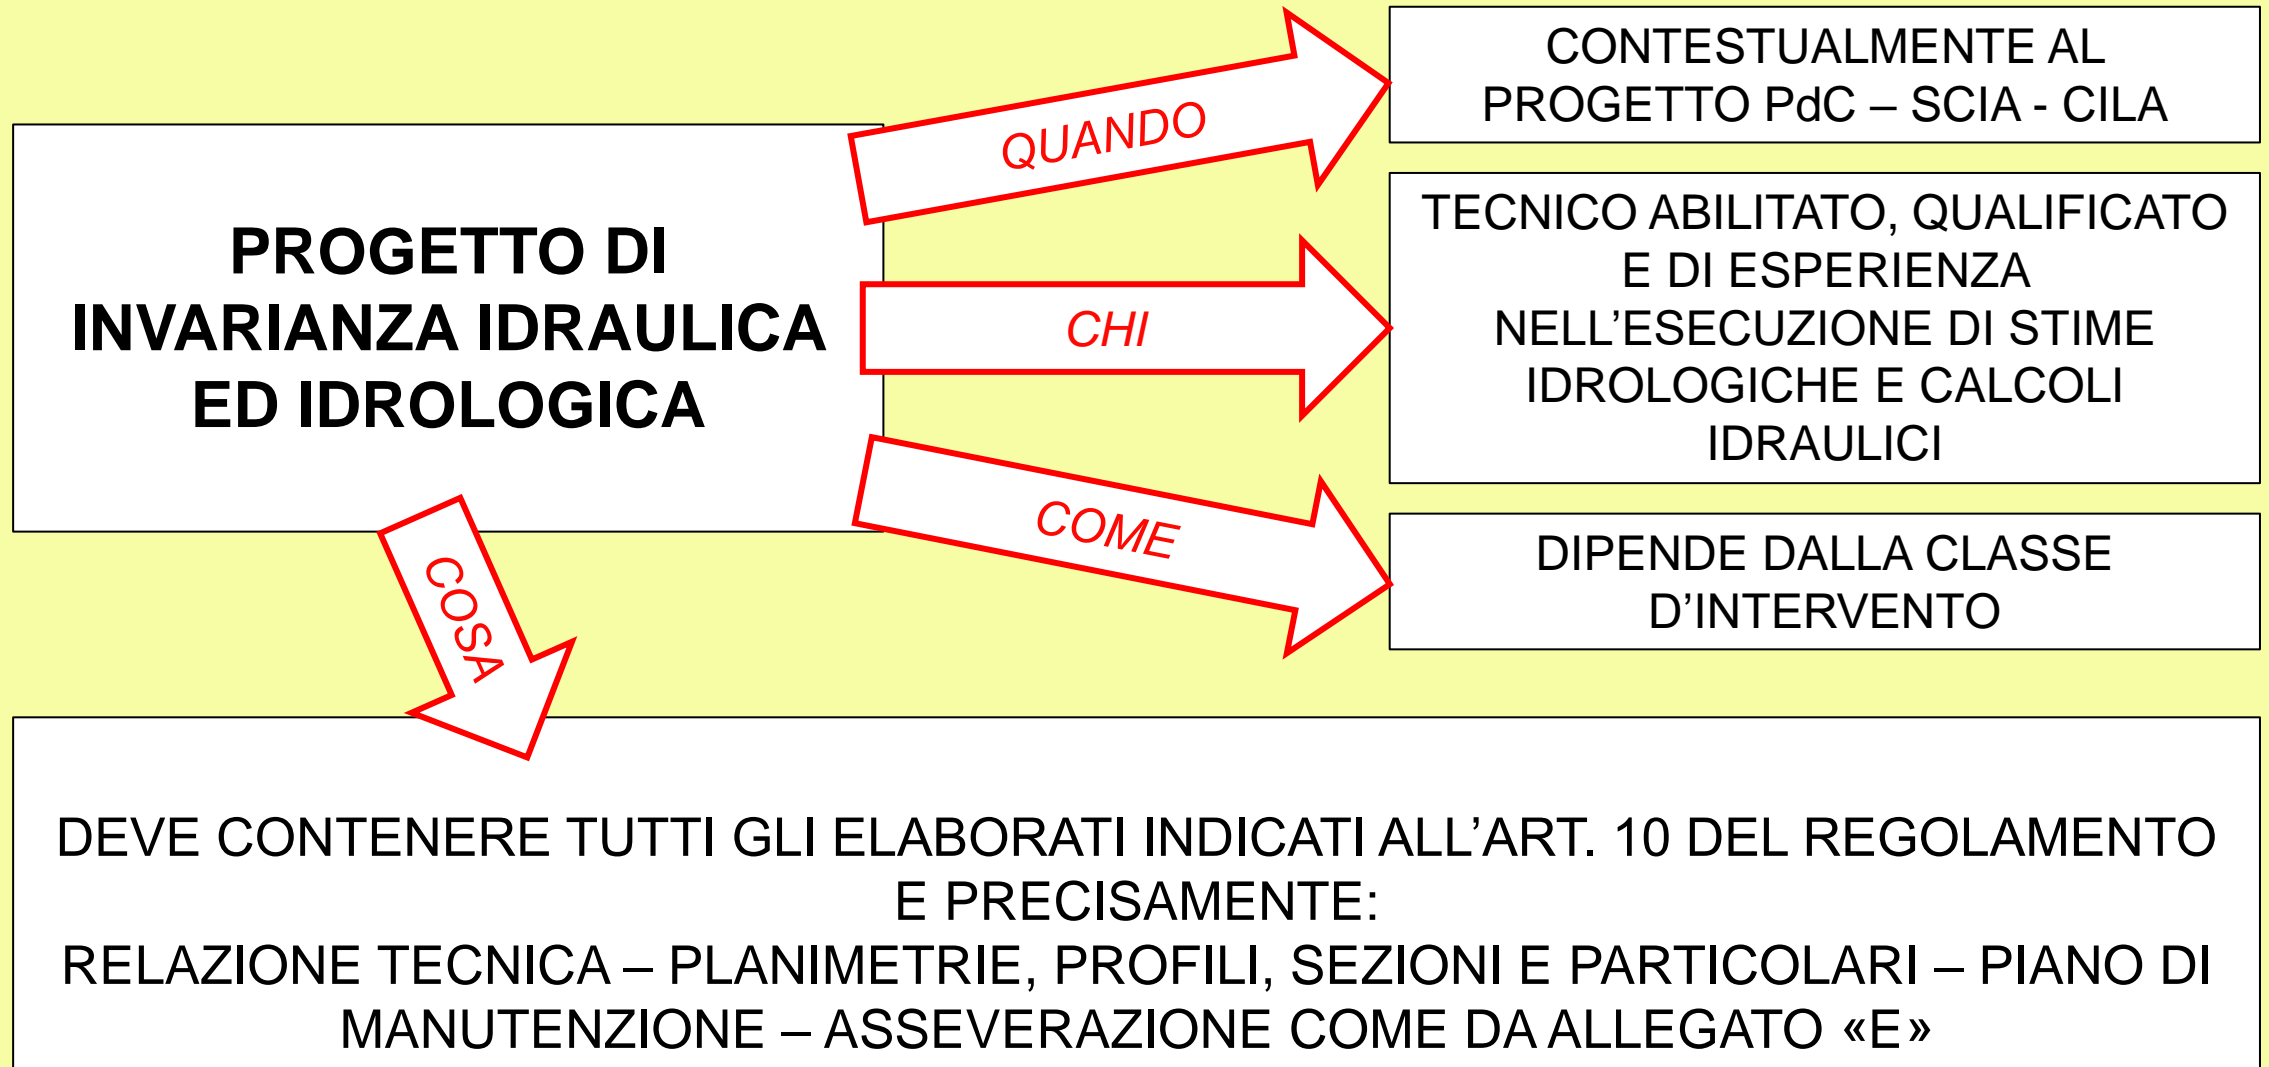 PROGETTO DI
INVARIANZA IDRAULICA
ED IDROLOGICA
QUANDO
CONTESTUALMENTE AL
PROGETTO PdC – SCIA - CILA
CHI
TECNICO ABILITATO, QUALIFICATO
E DI ESPERIENZA
NELL’ESECUZIONE DI STIME
IDROLOGICHE E CALCOLI
IDRAULICI
COME
DIPENDE DALLA CLASSE
D’INTERVENTO
COSA
DEVE CONTENERE TUTTI GLI ELABORATI INDICATI ALL’ART. 10 DEL REGOLAMENTO
E PRECISAMENTE:
RELAZIONE TECNICA – PLANIMETRIE, PROFILI, SEZIONI E PARTICOLARI – PIANO DI
MANUTENZIONE – ASSEVERAZIONE COME DA ALLEGATO «E»